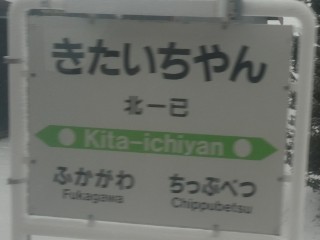 きたいちやん
北一已
Kita-ichiyan
ふかがわ ちっぷべつ
Fukagawa Chippubetsu